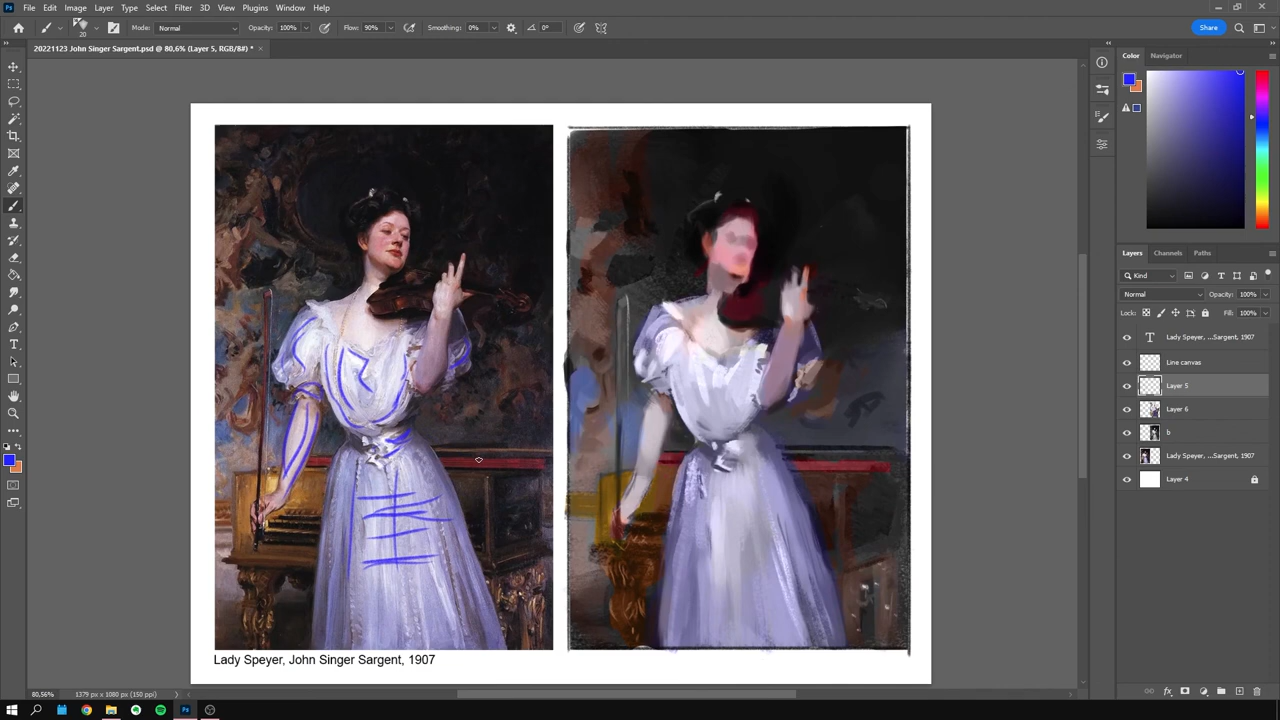 File Edit Image Layer Type Select Filter 3D View Plugins Window Help
20 Mode: Normal Opacity: 100% Flow: 90% Smoothing: 0% 0° Share
20221123 John Singer Sargent.psd @ 80,6% (Layer 5, RGB/8#) *
Color Navigator
Layers Channels Paths
Kind
Normal Opacity: 100%
Lock: Fill: 100%
Lady Speyer, ...Sargent, 1907
Line canvas
Layer 5
Layer 6
b
Lady Speyer, ...Sargent, 1907
Layer 4
Lady Speyer, John Singer Sargent, 1907
80,56% 1379 px x 1080 px (150 ppi)